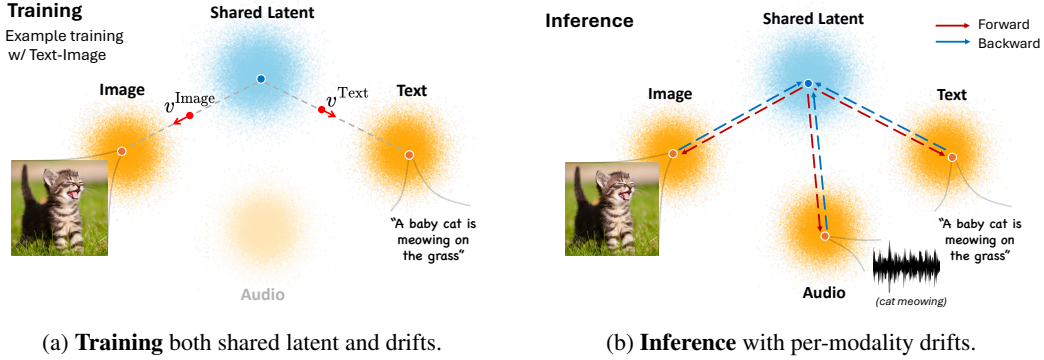 Training
Example training
w/ Text-Image
Shared Latent
Image
v^Image
v^Text
Text
"A baby cat is
meowing on
the grass"
Audio
(a) Training both shared latent and drifts.
Inference
Shared Latent
Forward
Backward
Image
Text
"A baby cat is
meowing on
the grass"
Audio
(cat meowing)
(b) Inference with per-modality drifts.